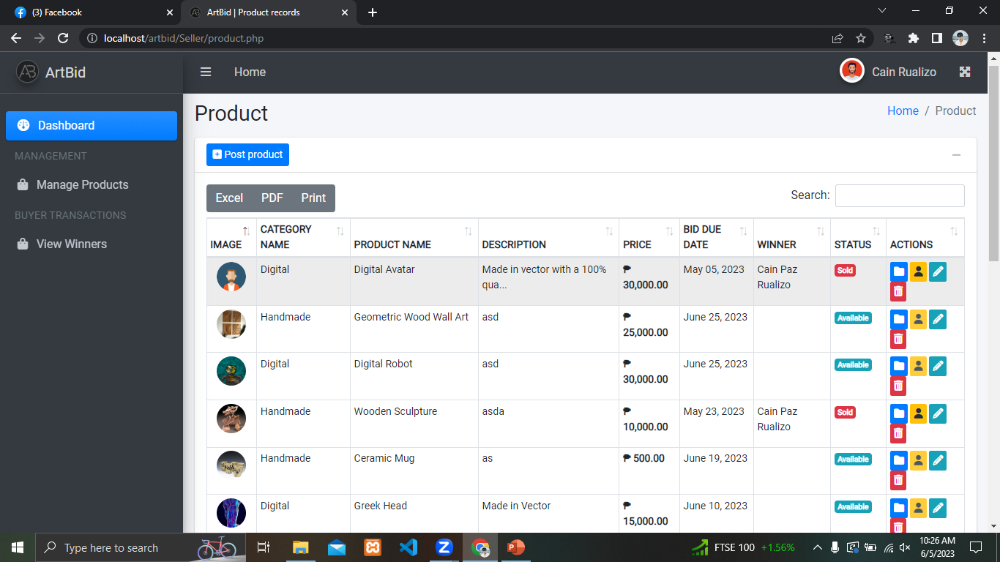 (3) Facebook
ArtBid | Product records
localhost/artbid/Seller/product.php
AB ArtBid
Home
Cain Rualizo
Dashboard
MANAGEMENT
Manage Products
BUYER TRANSACTIONS
View Winners
Product
Home / Product
Post product
Excel PDF Print
Search:
IMAGE CATEGORY NAME PRODUCT NAME DESCRIPTION PRICE BID DUE DATE WINNER STATUS ACTIONS
Digital Digital Avatar Made in vector with a 100% ₱ May 05, 2023 Cain Paz Sold
qua... 30,000.00 Rualizo
Handmade Geometric Wood Wall Art asd ₱ June 25, 2023 Available
25,000.00
Digital Digital Robot asd ₱ June 25, 2023 Available
30,000.00
Handmade Wooden Sculpture asda ₱ May 23, 2023 Cain Paz Sold
10,000.00 Rualizo
Handmade Ceramic Mug as ₱ 500.00 June 19, 2023 Available
Digital Greek Head Made in Vector ₱ June 10, 2023 Available
15,000.00
Type here to search
FTSE 100 +1.56%
10:26 AM
6/5/2023